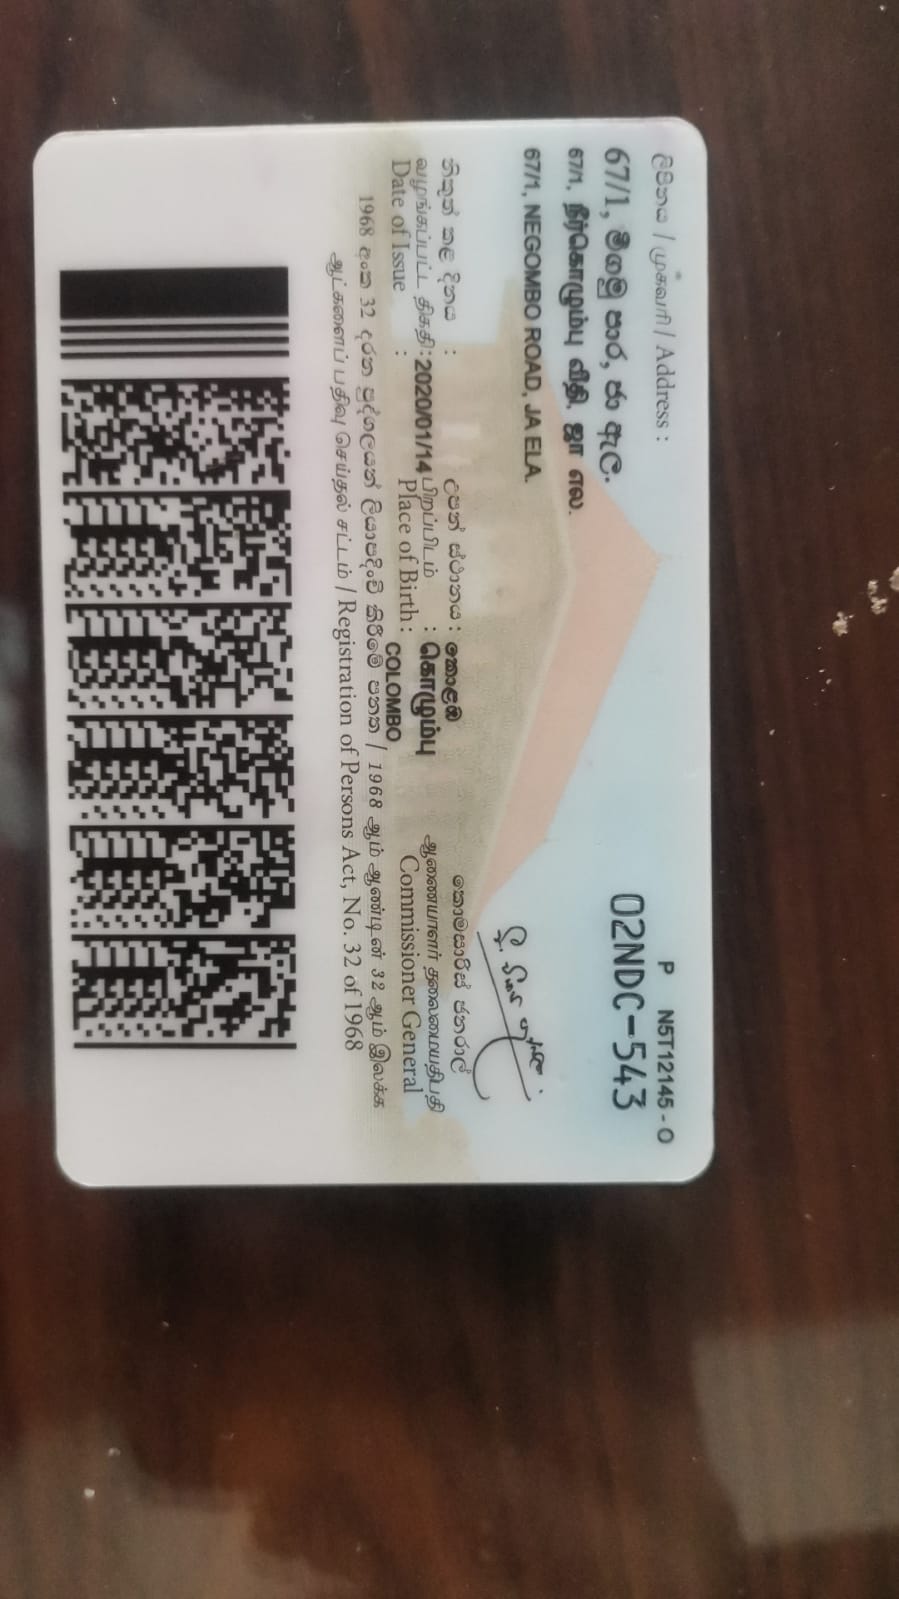 ලිපිනය / முகவரி / Address :
P N5T12145 - O
67/1, මීගමුව පාර, ජා ඇල.
02NDC-543
67/1, நீர்கொழும்பு வீதி, ஜா எல.
67/1, NEGOMBO ROAD, JA ELA.
නිකුත් කළ දිනය :
வழங்கப்பட்ட திகதி : 2020/01/14
Date of Issue :
උපන් ස්ථානය : කොළඹ
பிறப்பிடம் : கொழும்பு
Place of Birth : COLOMBO
කොමසාරිස් ජනරාල්
ஆணையாளர் தலைமையதிபதி
Commissioner General
1968 අංක 32 දරන පුද්ගලයන් ලියාපදිංචි කිරීමේ පනත / 1968 ஆம் ஆண்டின் 32 ஆம் இலக்க
ஆட்களைப் பதிவு செய்தல் சட்டம் / Registration of Persons Act, No. 32 of 1968